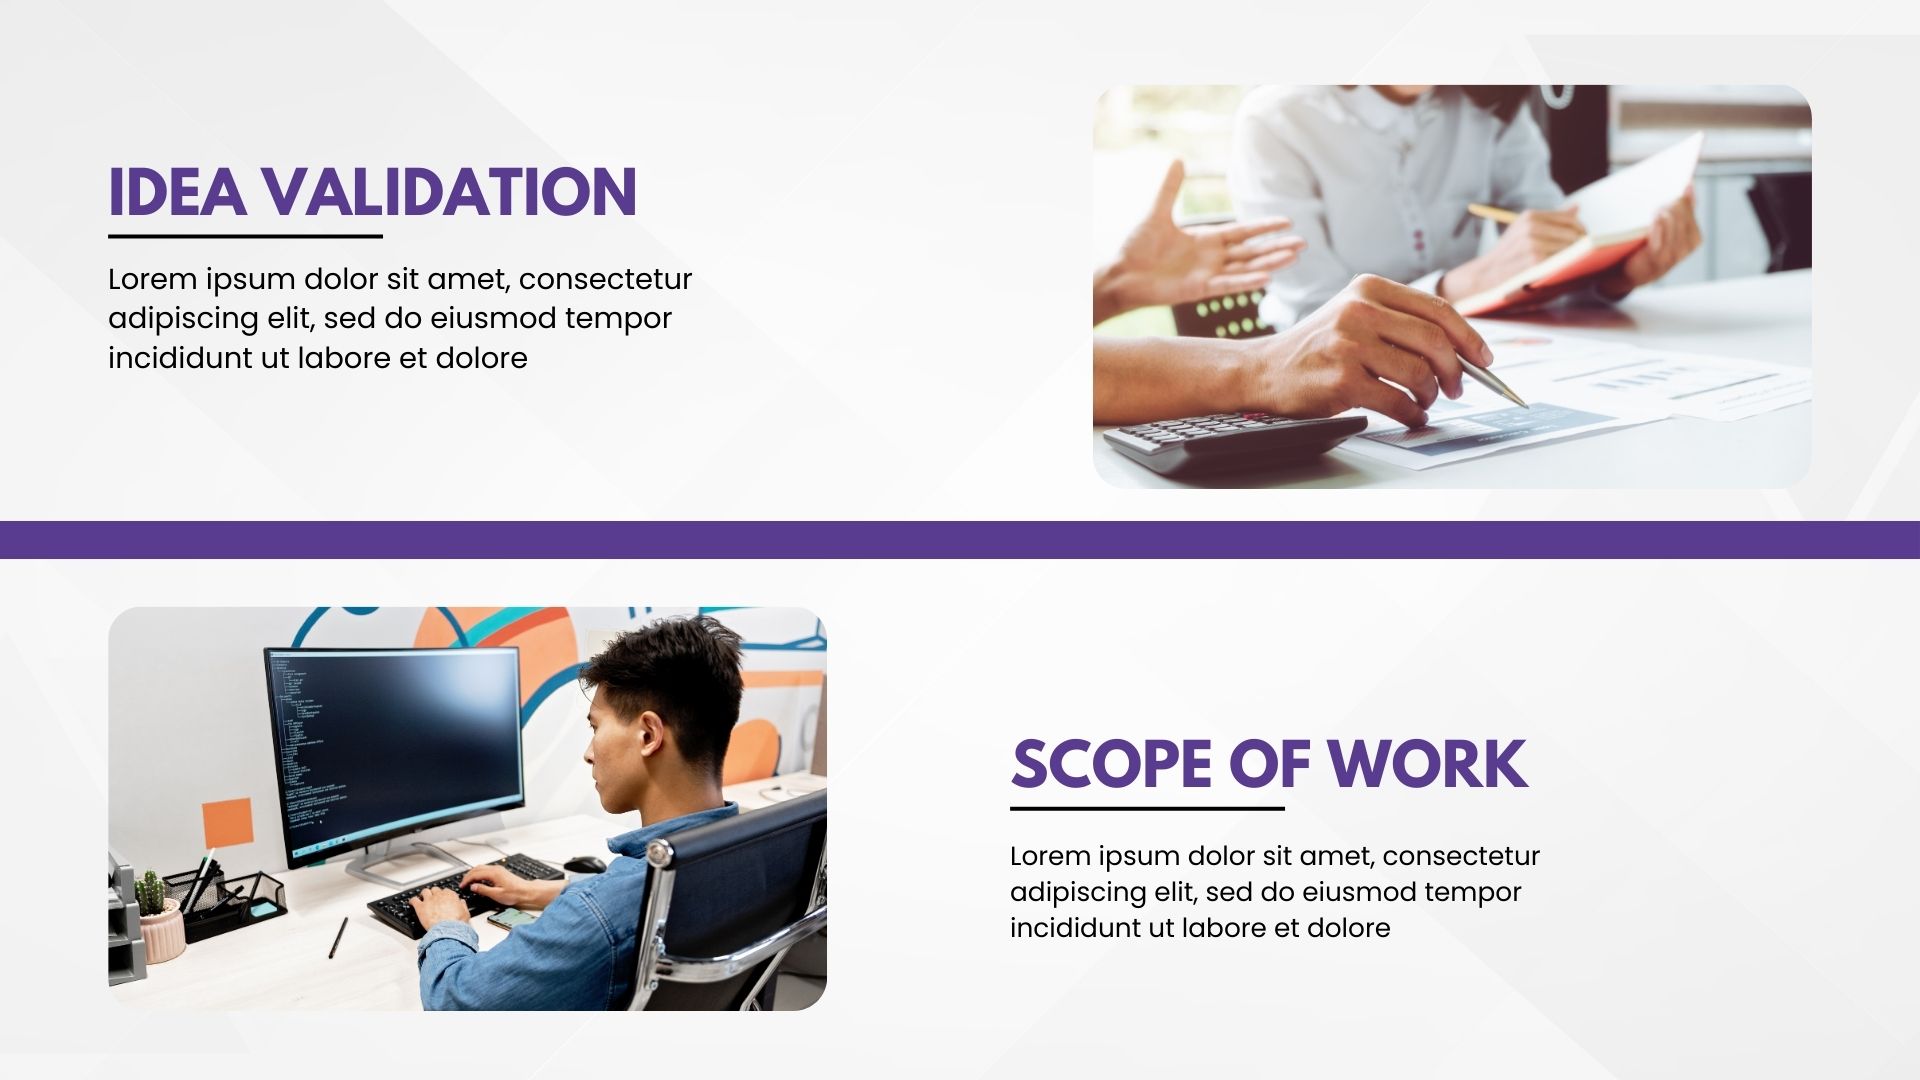 IDEA VALIDATION
Lorem ipsum dolor sit amet, consectetur
adipiscing elit, sed do eiusmod tempor
incididunt ut labore et dolore
SCOPE OF WORK
Lorem ipsum dolor sit amet, consectetur
adipiscing elit, sed do eiusmod tempor
incididunt ut labore et dolore